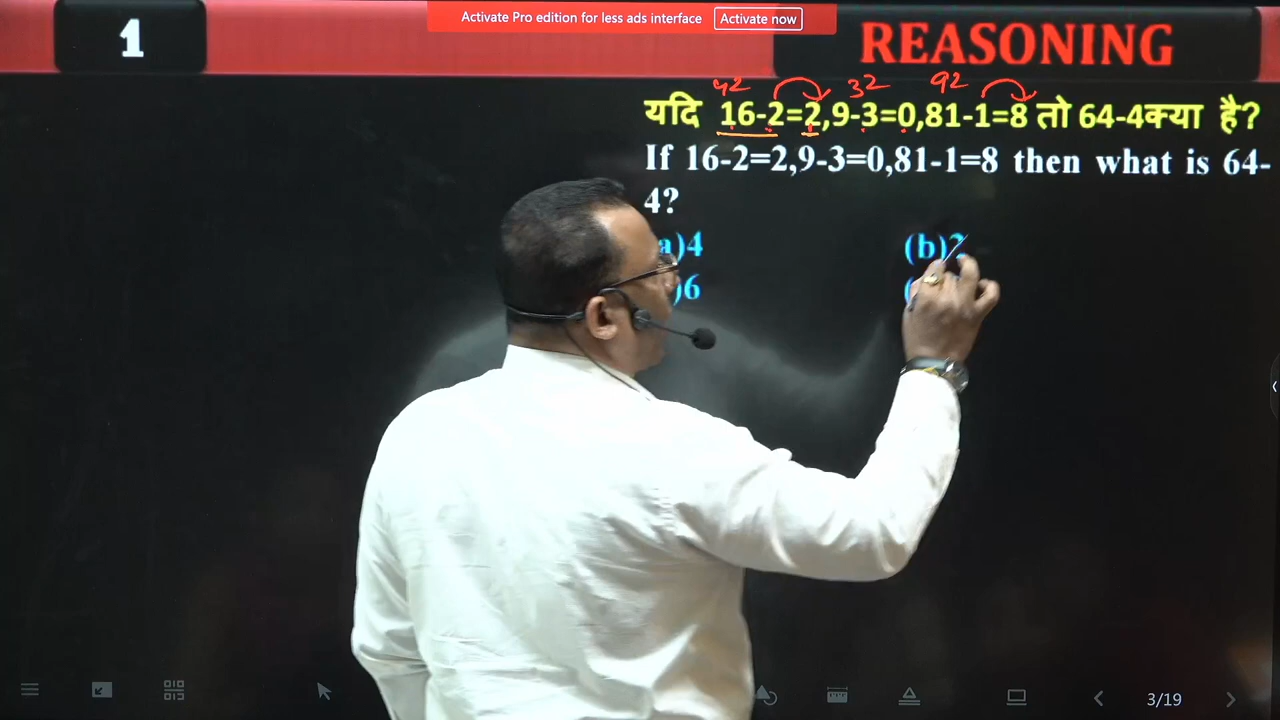 Activate Pro edition for less ads interface Activate now
1 REASONING
4² 3² 9²
यदि 16-2=2,9-3=0,81-1=8 तो 64-4क्या है?
If 16-2=2,9-3=0,81-1=8 then what is 64-
4?
a)4 (b)2
)6 (
3/19